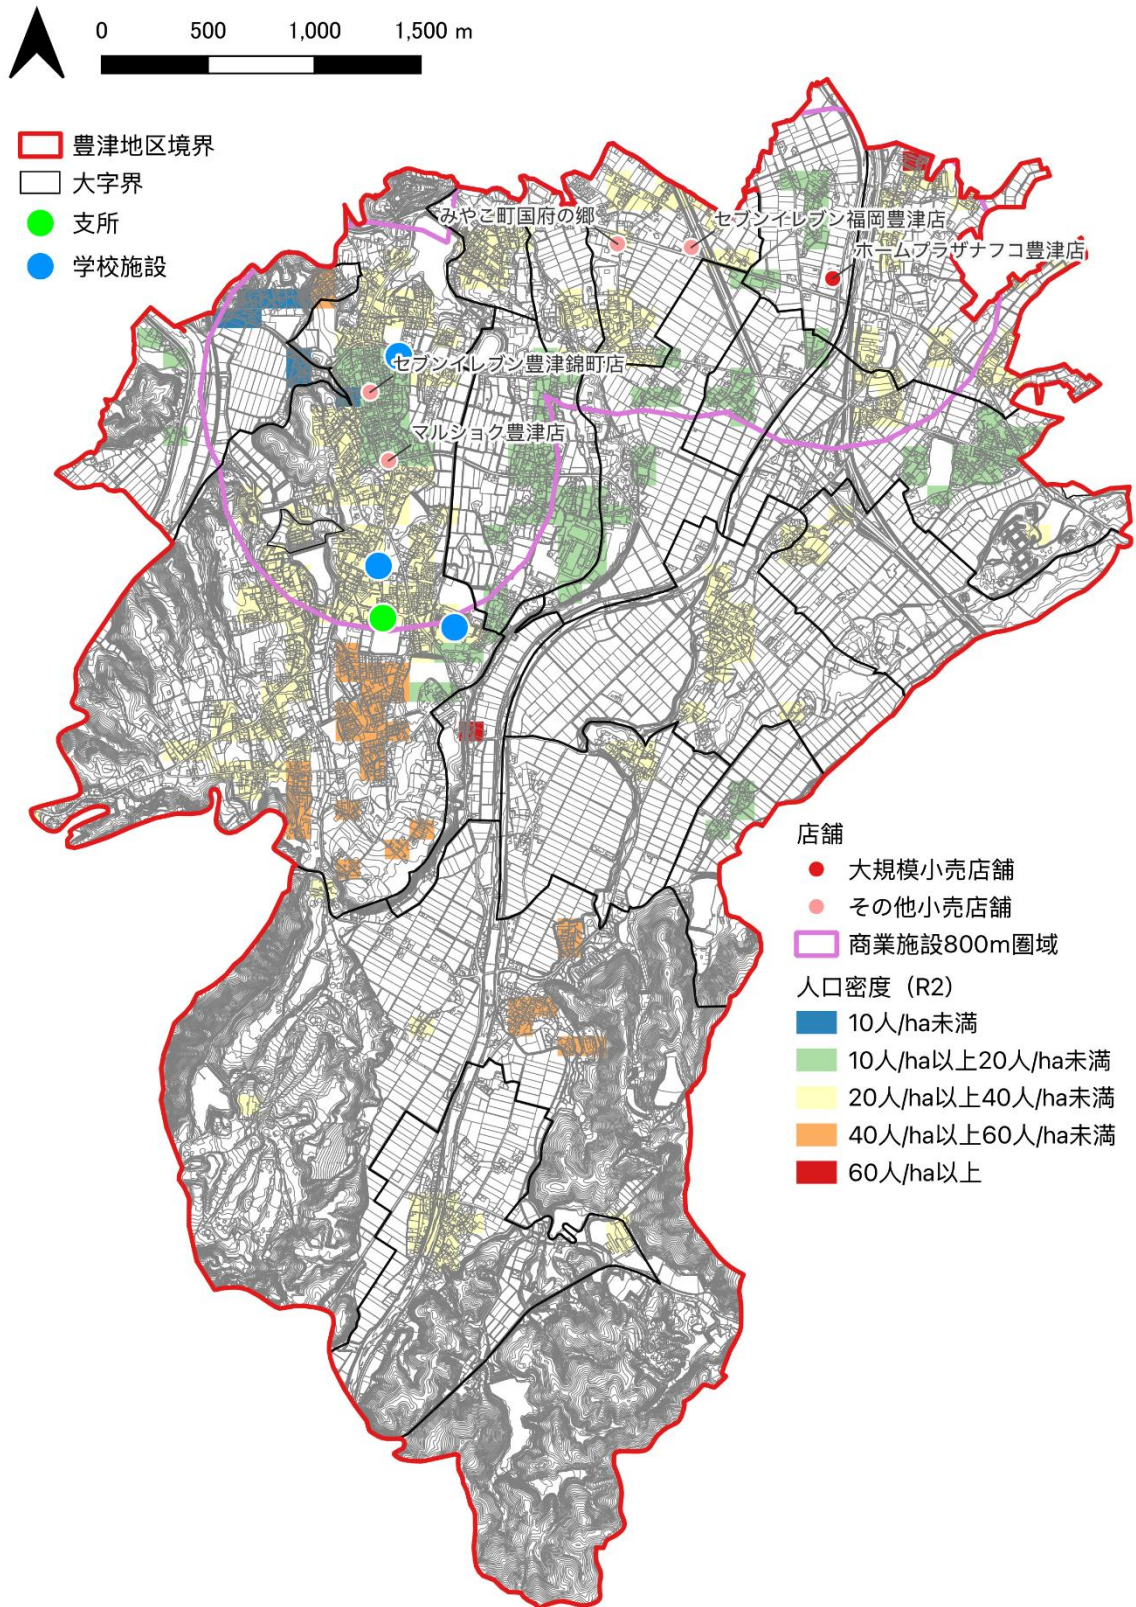 0 500 1,000 1,500 m
豊津地区境界
大字界
支所
学校施設
みやこ町国府の郷
セブンイレブン福岡豊津店
ホームプラザナフコ豊津店
セブンイレブン豊津錦町店
マルショク豊津店
店舗
大規模小売店舗
その他小売店舗
商業施設800m圏域
人口密度（R2）
10人/ha未満
10人/ha以上20人/ha未満
20人/ha以上40人/ha未満
40人/ha以上60人/ha未満
60人/ha以上